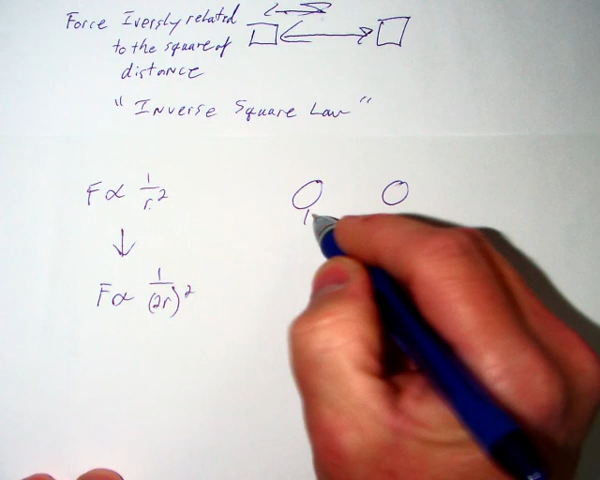 Force Iversly related
to the square of
distance
"Inverse Square Law"
F ∝ 1/r²
↓
F ∝ 1/(2r)²